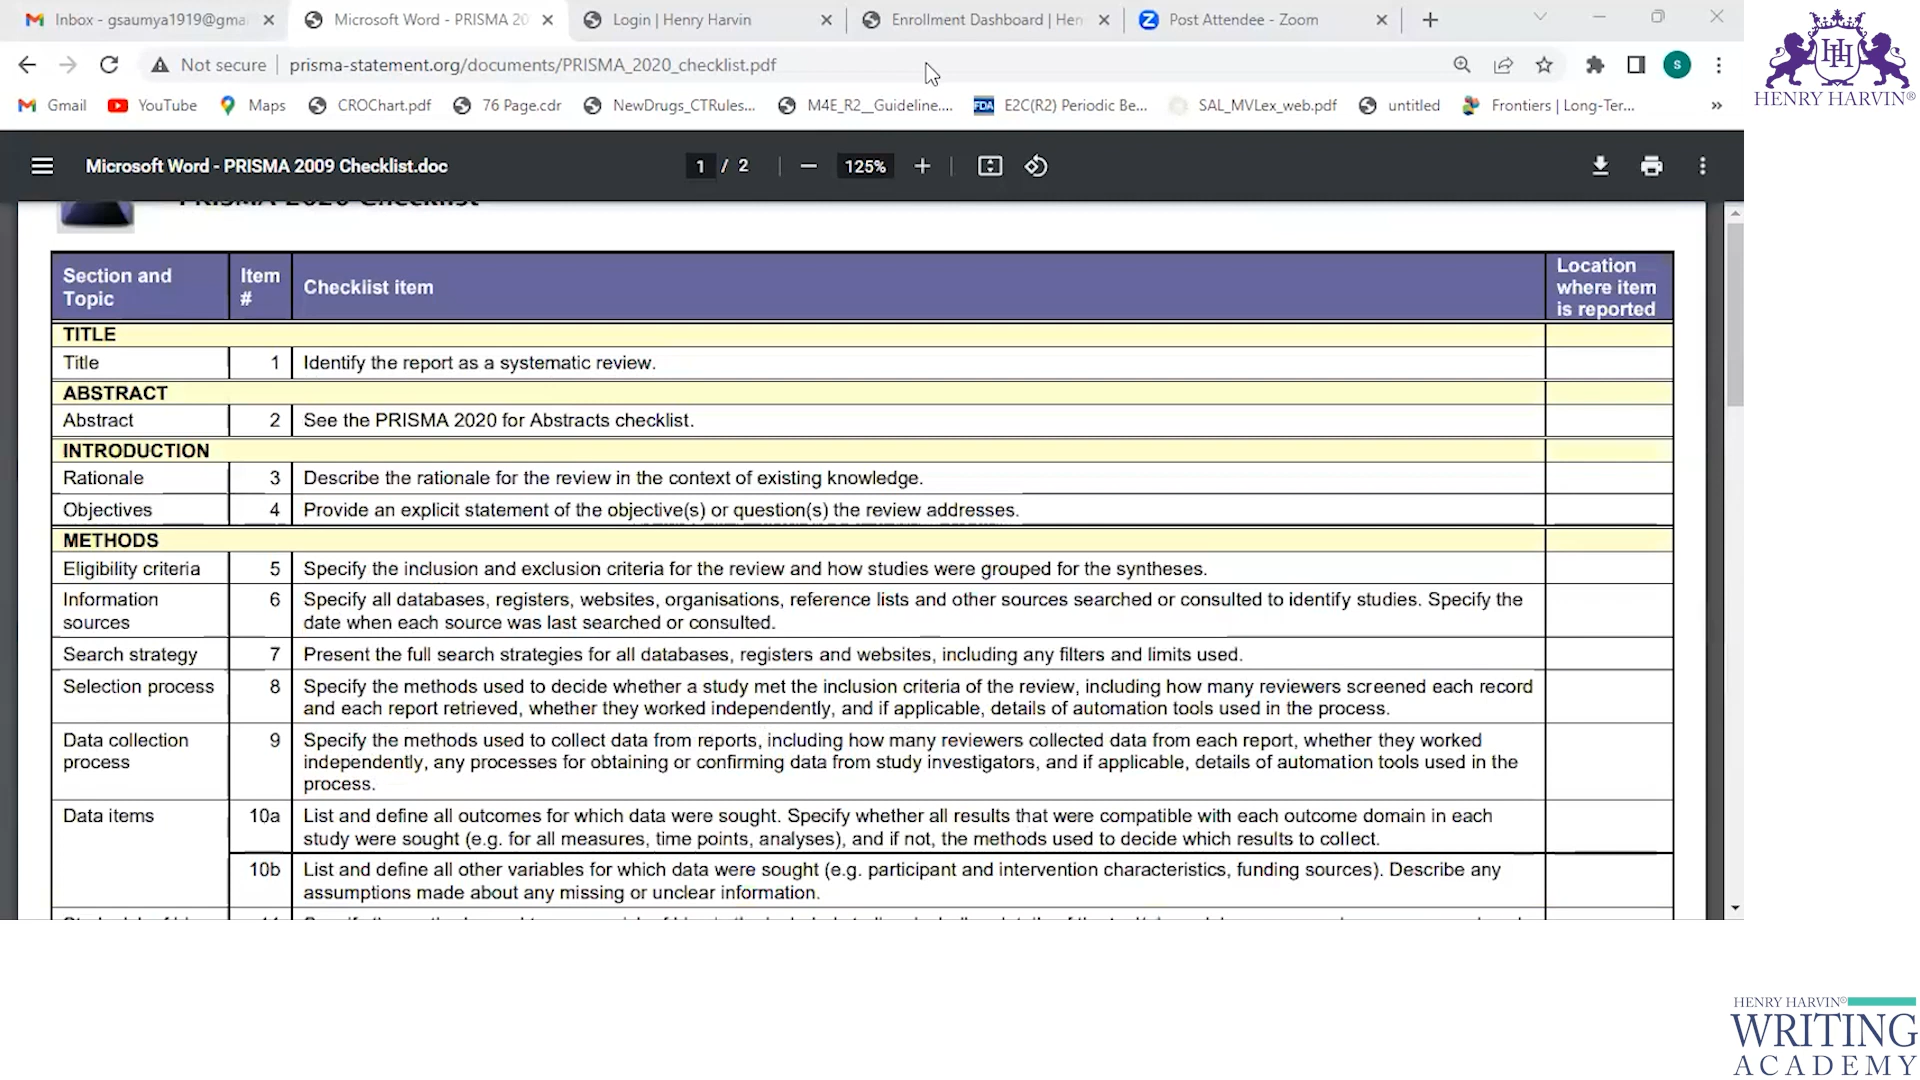 Inbox - gsaumya1919@gma
Microsoft Word - PRISMA 20
Login | Henry Harvin
Enrollment Dashboard | Hen
Post Attendee - Zoom
Not secure | prisma-statement.org/documents/PRISMA_2020_checklist.pdf
S
Gmail YouTube Maps CROChart.pdf 76 Page.cdr NewDrugs_CTRules... M4E_R2__Guideline.... FDA E2C(R2) Periodic Be... SAL_MVLex_web.pdf untitled Frontiers | Long-Ter... »
HENRY HARVIN®
Microsoft Word - PRISMA 2009 Checklist.doc 1 / 2 125%
PRISMA 2020 Checklist
Section and Topic
Item #
Checklist item
Location where item is reported
TITLE
Title 1 Identify the report as a systematic review.
ABSTRACT
Abstract 2 See the PRISMA 2020 for Abstracts checklist.
INTRODUCTION
Rationale 3 Describe the rationale for the review in the context of existing knowledge.
Objectives 4 Provide an explicit statement of the objective(s) or question(s) the review addresses.
METHODS
Eligibility criteria 5 Specify the inclusion and exclusion criteria for the review and how studies were grouped for the syntheses.
Information sources 6 Specify all databases, registers, websites, organisations, reference lists and other sources searched or consulted to identify studies. Specify the
date when each source was last searched or consulted.
Search strategy 7 Present the full search strategies for all databases, registers and websites, including any filters and limits used.
Selection process 8 Specify the methods used to decide whether a study met the inclusion criteria of the review, including how many reviewers screened each record
and each report retrieved, whether they worked independently, and if applicable, details of automation tools used in the process.
Data collection process 9 Specify the methods used to collect data from reports, including how many reviewers collected data from each report, whether they worked
independently, any processes for obtaining or confirming data from study investigators, and if applicable, details of automation tools used in the
process.
Data items 10a List and define all outcomes for which data were sought. Specify whether all results that were compatible with each outcome domain in each
study were sought (e.g. for all measures, time points, analyses), and if not, the methods used to decide which results to collect.
10b List and define all other variables for which data were sought (e.g. participant and intervention characteristics, funding sources). Describe any
assumptions made about any missing or unclear information.
HENRY HARVIN®
WRITING
ACADEMY